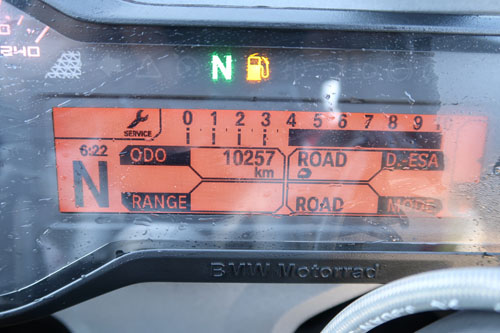 240
N
SERVICE
0 1 2 3 4 5 6 7 8 9
6:22 ODO 10257 km ROAD D-ESA
N
RANGE ROAD MODE
BMW Motorrad